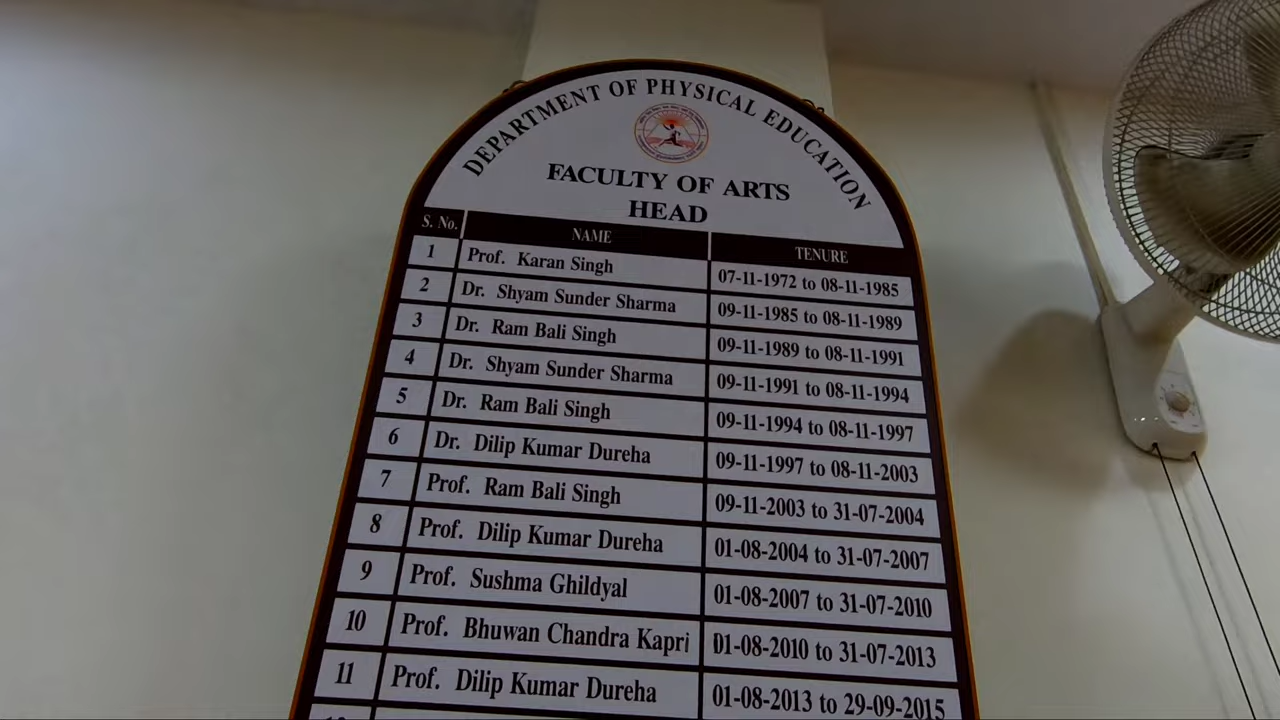 DEPARTMENT OF PHYSICAL EDUCATION
FACULTY OF ARTS
HEAD
S. No. NAME TENURE
1 Prof. Karan Singh 07-11-1972 to 08-11-1985
2 Dr. Shyam Sunder Sharma 09-11-1985 to 08-11-1989
3 Dr. Ram Bali Singh 09-11-1989 to 08-11-1991
4 Dr. Shyam Sunder Sharma 09-11-1991 to 08-11-1994
5 Dr. Ram Bali Singh 09-11-1994 to 08-11-1997
6 Dr. Dilip Kumar Dureha 09-11-1997 to 08-11-2003
7 Prof. Ram Bali Singh 09-11-2003 to 31-07-2004
8 Prof. Dilip Kumar Dureha 01-08-2004 to 31-07-2007
9 Prof. Sushma Ghildyal 01-08-2007 to 31-07-2010
10 Prof. Bhuwan Chandra Kapri 01-08-2010 to 31-07-2013
11 Prof. Dilip Kumar Dureha 01-08-2013 to 29-09-2015